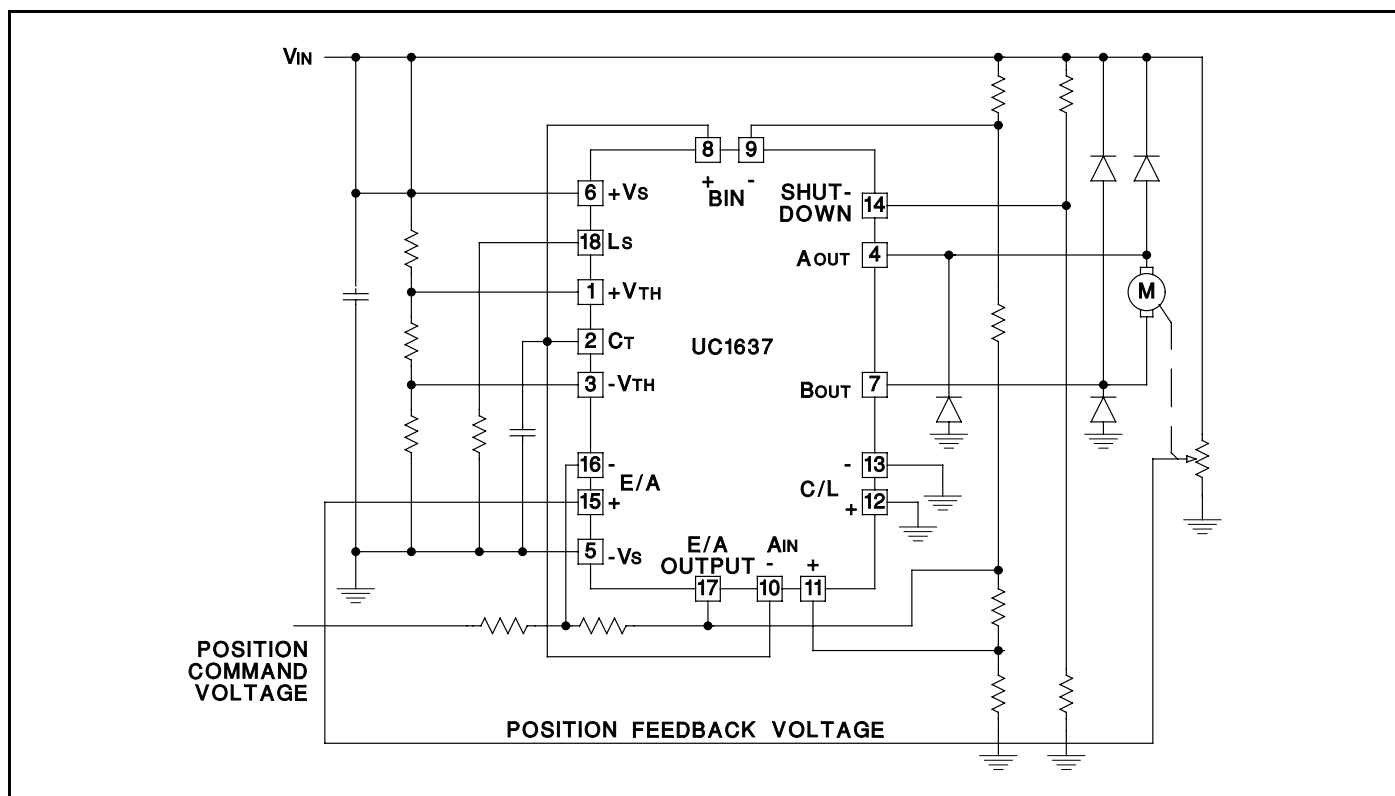 VIN
8
9
+
-
BIN
6
+VS
SHUT-
DOWN
14
18
LS
AOUT
4
1
+VTH
M
2
CT
UC1637
3
-VTH
BOUT
7
16
-
E/A
15
+
-
13
C/L
+
12
5
-VS
E/A
OUTPUT
AIN
-
+
17
10
11
POSITION
COMMAND
VOLTAGE
POSITION FEEDBACK VOLTAGE